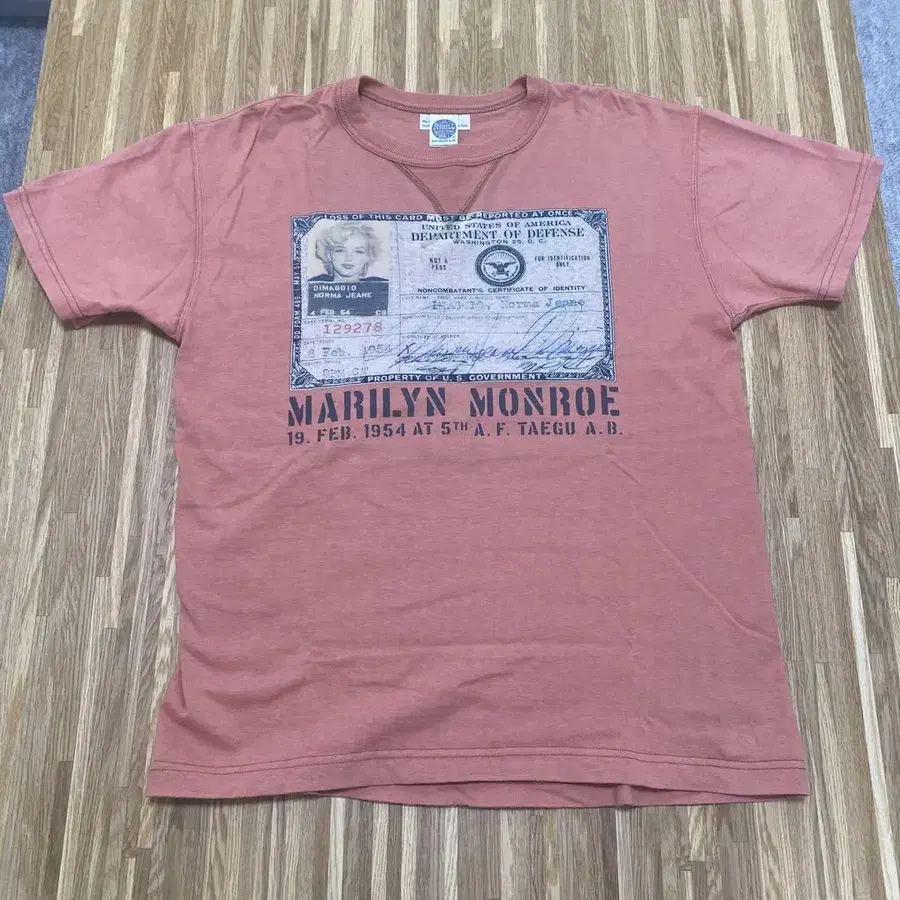 LOSS OF THIS CARD MUST BE REPORTED AT ONCE
UNITED STATES OF AMERICA
DEPARTMENT OF DEFENSE
WASHINGTON 25, D. C.
NOT A
PASS
FOR IDENTIFICATION
ONLY
NONCOMBATANT'S CERTIFICATE OF IDENTITY
DIMAGGIO
NORMA JEANE
4 FEB 54 C9
Norma Jeane
129278
8 Feb. 1954
PROPERTY OF U. S. GOVERNMENT
MARILYN MONROE
19. FEB. 1954 AT 5TH A. F. TAEGU A.B.